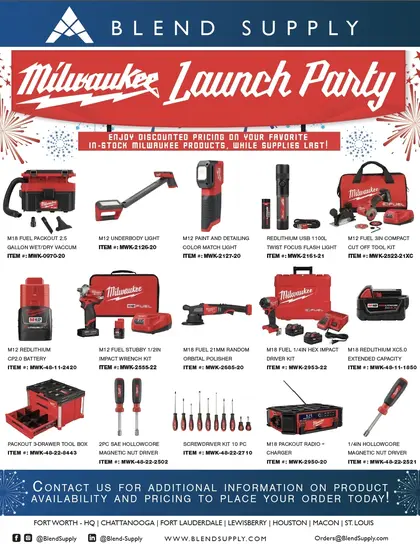 BLEND SUPPLY
Milwaukee Launch Party
ENJOY DISCOUNTED PRICING ON YOUR FAVORITE
IN-STOCK MILWAUKEE PRODUCTS, WHILE SUPPLIES LAST!
M18 FUEL PACKOUT 2.5
GALLON WET/DRY VACCUM
ITEM #: MWK-0970-20
M12 UNDERBODY LIGHT
ITEM #: MWK-2126-20
M12 PAINT AND DETAILING
COLOR MATCH LIGHT
ITEM #: MWK-2127-20
REDLITHIUM USB 1100L
TWIST FOCUS FLASH LIGHT
ITEM #: MWK-2161-21
M12 FUEL 3IN COMPACT
CUT OFF TOOL KIT
ITEM #: MWK-2522-21XC
M12 REDLITHIUM
CP2.0 BATTERY
ITEM #: MWK-48-11-2420
M12 FUEL STUBBY 1/2IN
IMPACT WRENCH KIT
ITEM #: MWK-2555-22
M18 FUEL 21MM RANDOM
ORBITAL POLISHER
ITEM #: MWK-2685-20
M18 FUEL 1/4IN HEX IMPACT
DRIVER KIT
ITEM #: MWK-2953-22
M18 REDLITHIUM XC5.0
EXTENDED CAPACITY
ITEM #: MWK-48-11-1850
PACKOUT 3-DRAWER TOOL BOX
ITEM #: MWK-48-22-8443
2PC SAE HOLLOWCORE
MAGNETIC NUT DRIVER
ITEM #: MWK-48-22-2502
SCREWDRIVER KIT 10 PC
ITEM #: MWK-48-22-2710
M18 PACKOUT RADIO +
CHARGER
ITEM #: MWK-2950-20
1/4IN HOLLOWCORE
MAGNETIC NUT DRIVER
ITEM #: MWK-48-22-2521
CONTACT US FOR ADDITIONAL INFORMATION ON PRODUCT
AVAILABILITY AND PRICING TO PLACE YOUR ORDER TODAY!
FORT WORTH - HQ | CHATTANOOGA | FORT LAUDERDALE | LEWISBERRY | HOUSTON | MACON | ST. LOUIS
@BlendSupply @Blend-Supply WWW.BLENDSUPPLY.COM Orders@BlendSupply.com